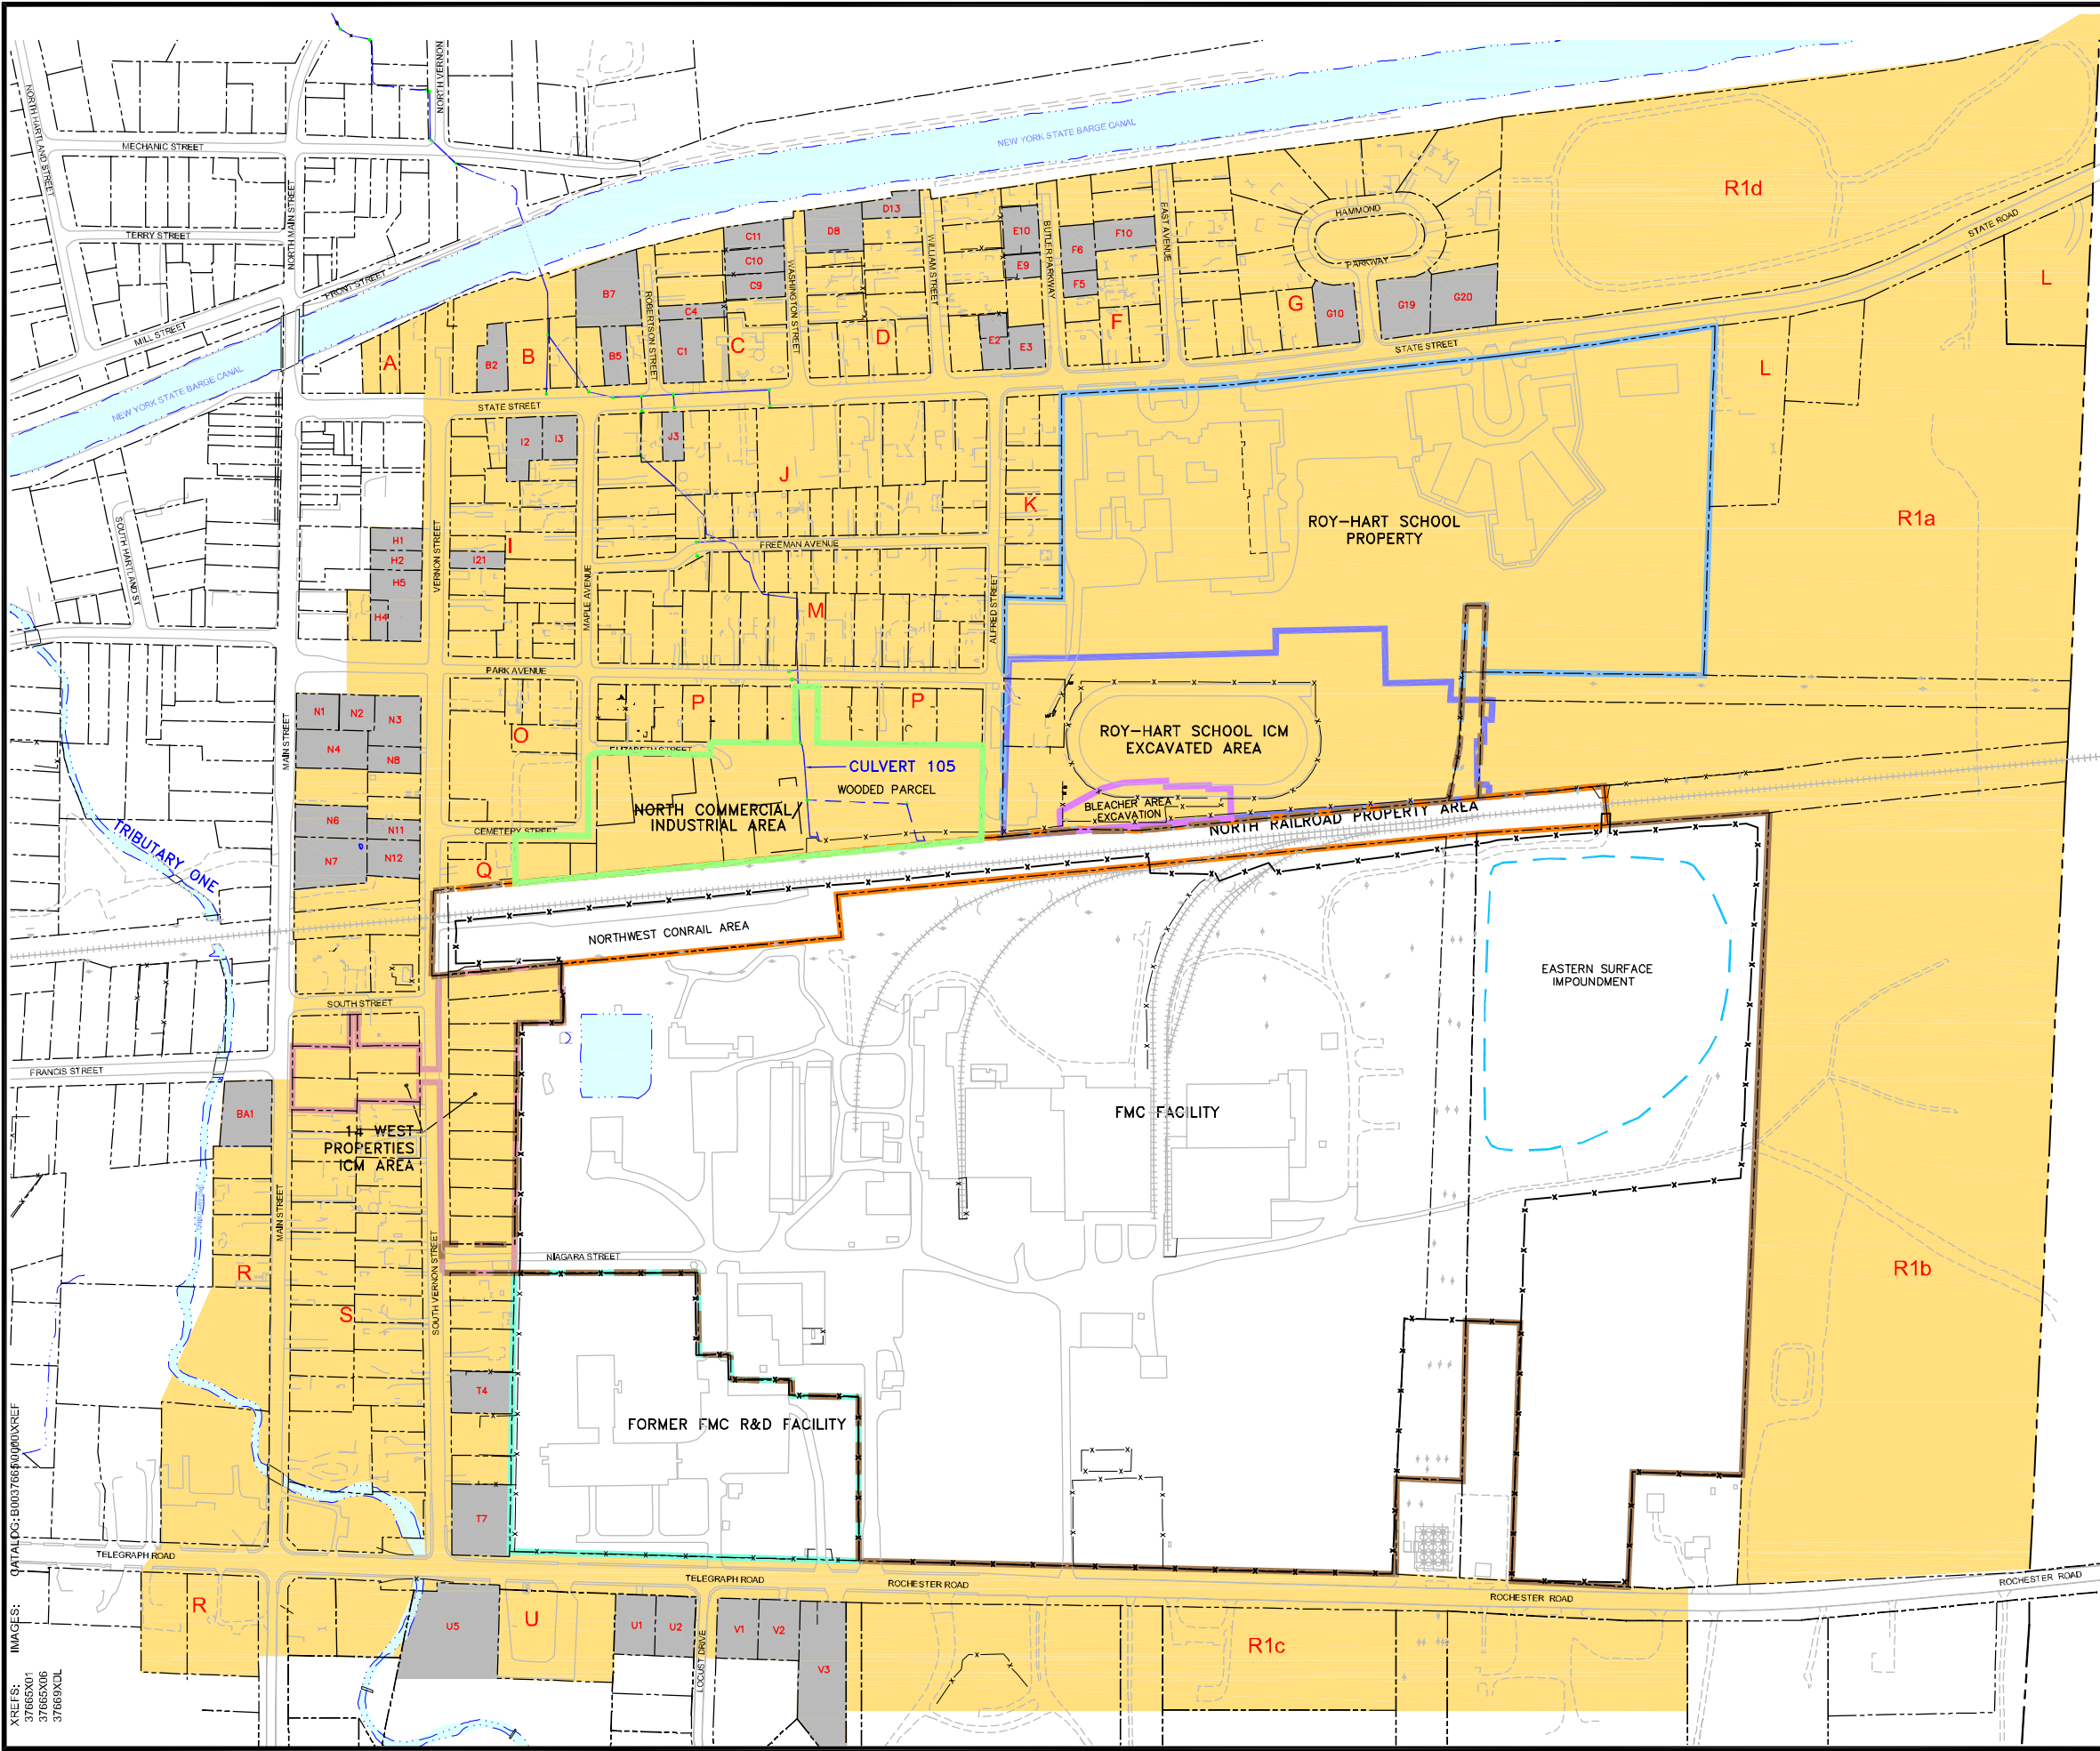 NORTH HARTLAND STREET
MECHANIC STREET
TERRY STREET
NORTH MAIN STREET
NORTH VERNON
FRONT STREET
MILL STREET
NEW YORK STATE BARGE CANAL
NEW YORK STATE BARGE CANAL
R1d
STATE ROAD
L
D13
D8
C11
C10
C9
C4
C1
C
B7
B5
B2
B
A
ROBERTSON STREET
WASHINGTON STREET
WILLIAM STREET
D
E10
E9
E2
E3
BUTLER PARKWAY
F6
F10
F5
F
EAST AVENUE
HAMMOND
PARKWAY
G
G10
G19
G20
STATE STREET
STATE STREET
L
I2
I3
J3
J
K
I
I21
H1
H2
H5
H4
VERNON STREET
MAPLE AVENUE
FREEMAN AVENUE
ALFRED STREET
M
SOUTH HARTLAND ST
ROY-HART SCHOOL
PROPERTY
R1a
PARK AVENUE
P
P
O
N1
N2
N3
N4
N8
N6
N11
N7
N12
MAIN STREET
ELIZABETH STREET
CULVERT 105
WOODED PARCEL
NORTH COMMERCIAL/
INDUSTRIAL AREA
CEMETERY STREET
Q
ROY-HART SCHOOL ICM
EXCAVATED AREA
BLEACHER AREA
EXCAVATION
NORTH RAILROAD PROPERTY AREA
TRIBUTARY ONE
NORTHWEST CONRAIL AREA
EASTERN SURFACE
IMPOUNDMENT
SOUTH STREET
FRANCIS STREET
BA1
14 WEST
PROPERTIES
ICM AREA
FMC FACILITY
MAIN STREET
SOUTH VERNON STREET
NIAGARA STREET
R
S
R1b
T4
T7
FORMER FMC R&D FACILITY
TELEGRAPH ROAD
TELEGRAPH ROAD
ROCHESTER ROAD
ROCHESTER ROAD
ROCHESTER ROAD
R
U5
U
U1
U2
LOCUST DRIVE
V1
V2
V3
R1c
XREFS:
37665X01
37665X06
37669XDL
IMAGES: